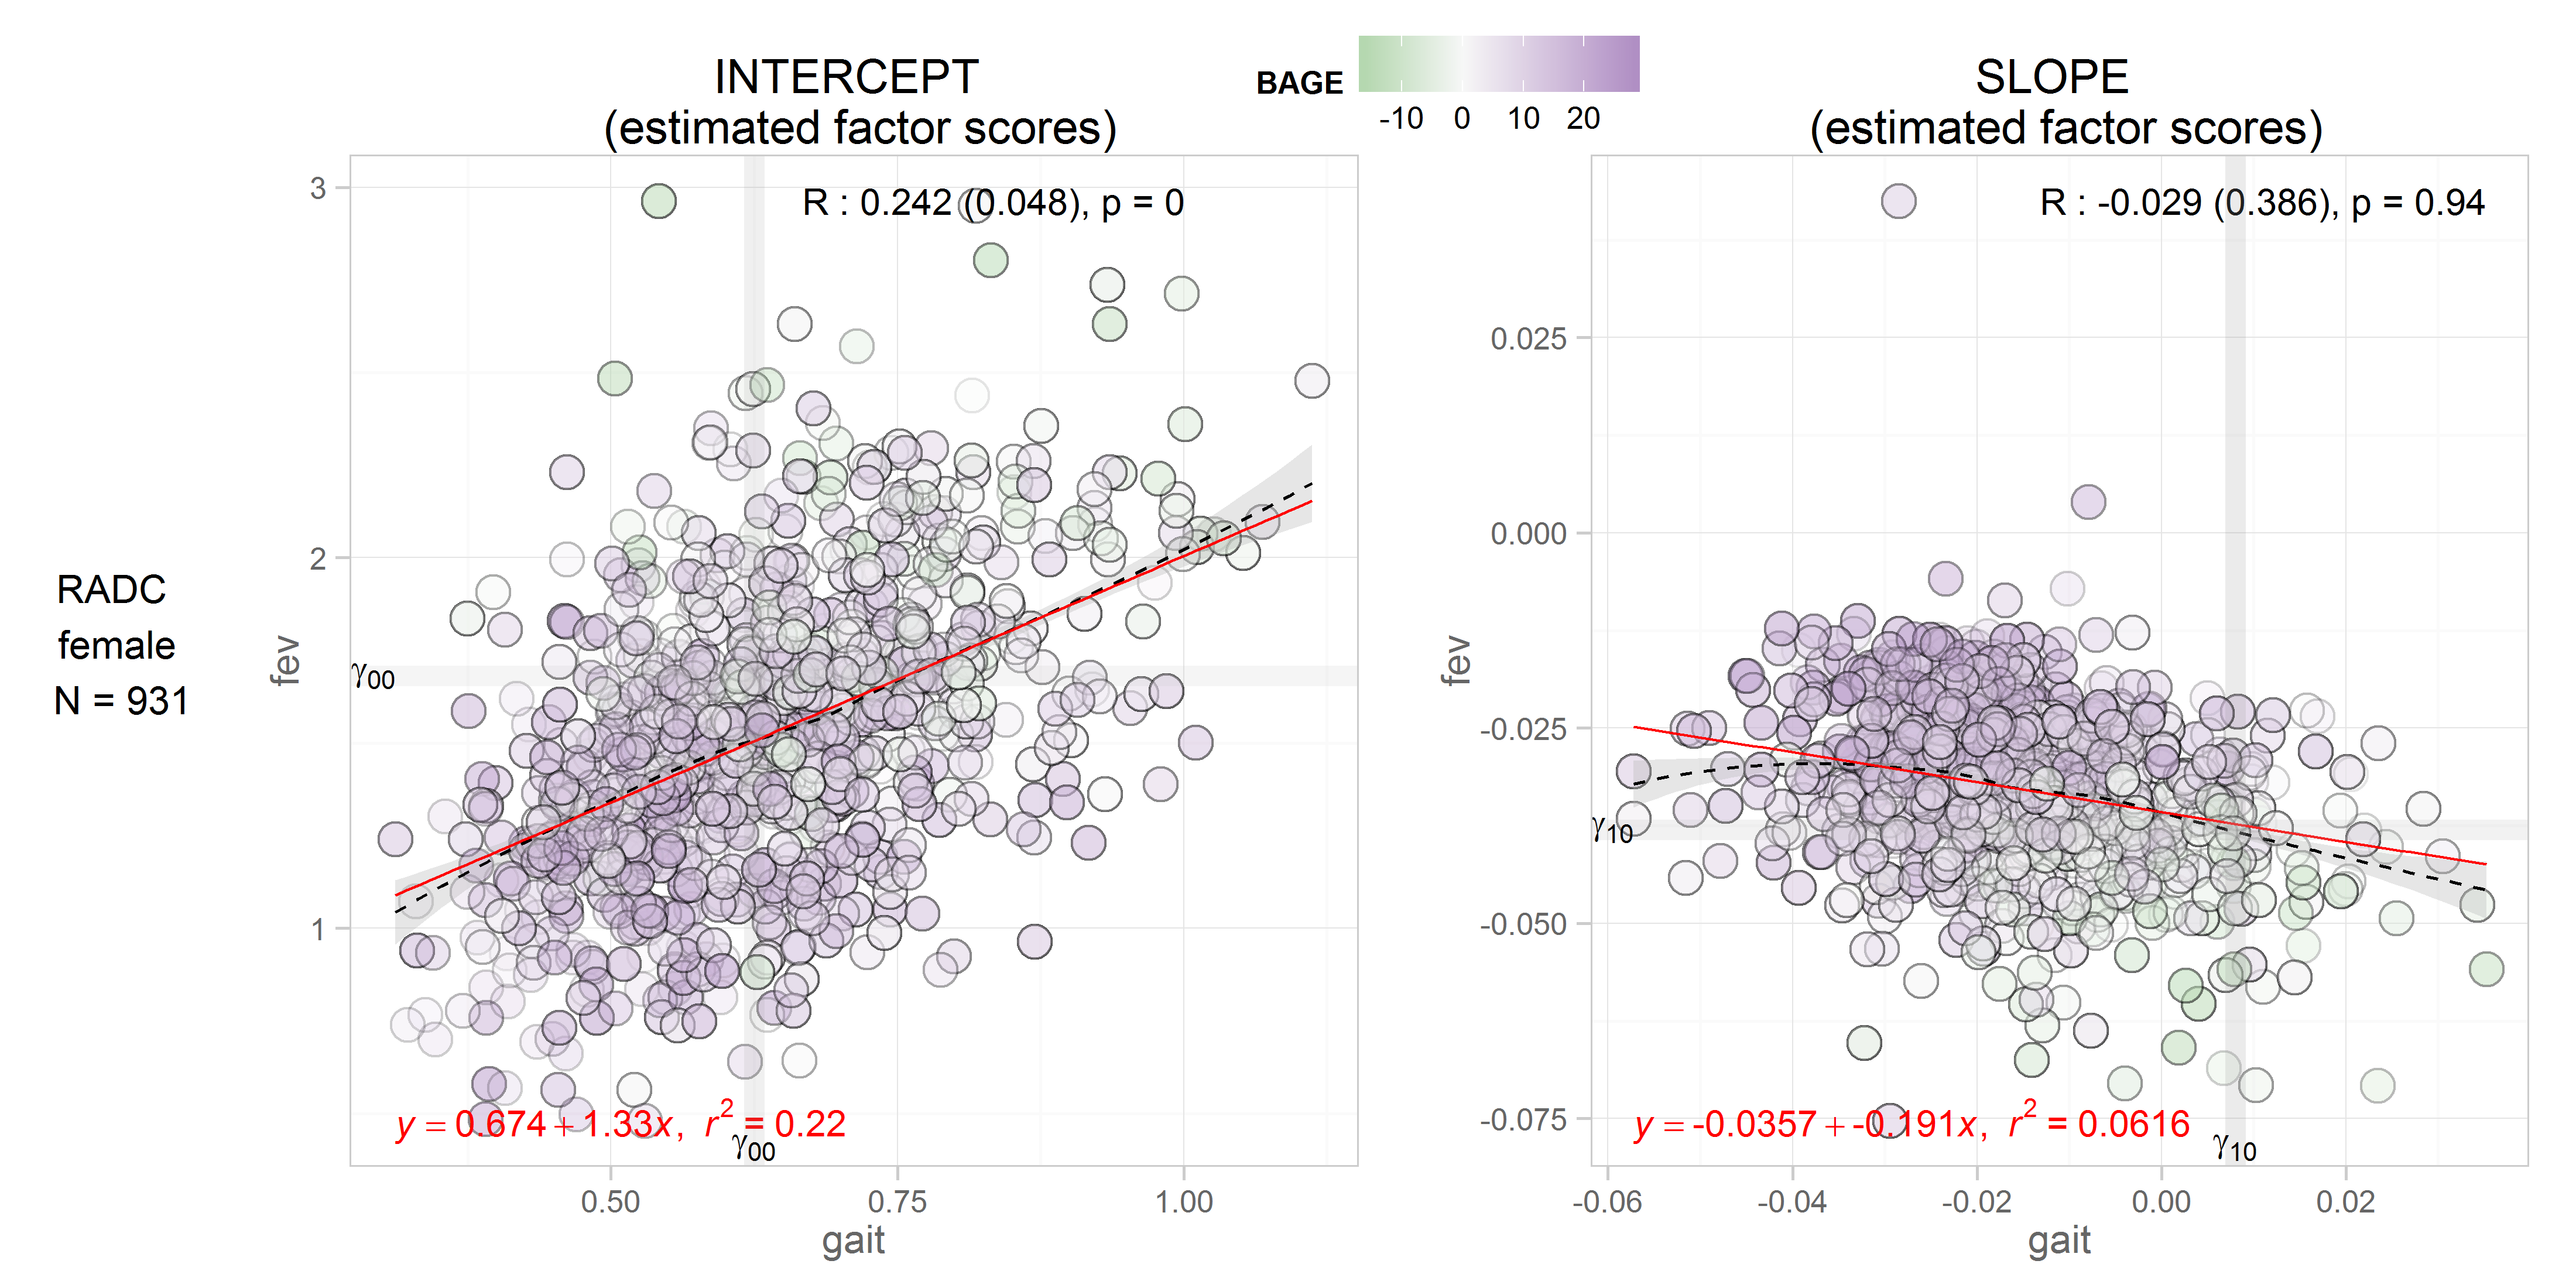 INTERCEPT
(estimated factor scores)
BAGE
-10 0 10 20
SLOPE
(estimated factor scores)
RADC
female
N = 931
fev
3
2
1
γ00
R : 0.242 (0.048), p = 0
y = 0.674 + 1.33x, r² = 0.22
γ00
0.50 0.75 1.00
gait
fev
0.025
0.000
-0.025
-0.050
-0.075
γ10
R : -0.029 (0.386), p = 0.94
y = -0.0357 + -0.191x, r² = 0.0616
γ10
-0.06 -0.04 -0.02 0.00 0.02
gait